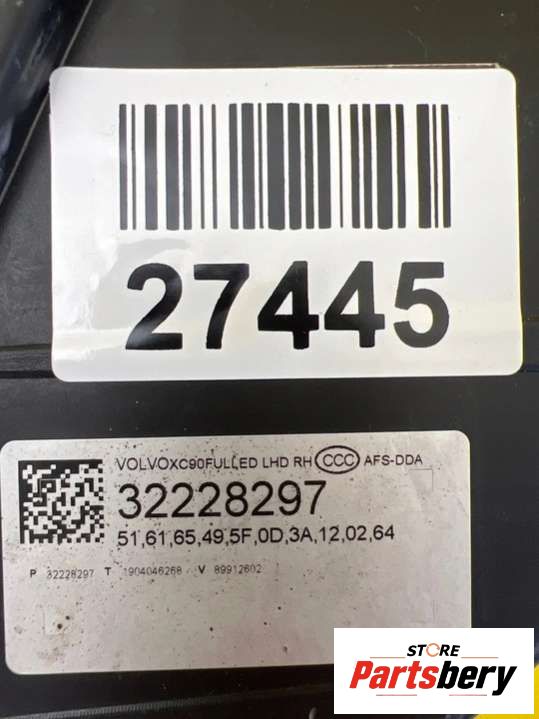 27445
VOLVOXC90FULLED LHD RH CCC AFS-DDA
32228297
51,61,65,49,5F,0D,3A,12,02,64
P 32228297 T 1904046268 V 89912602
STORE
Partsbery